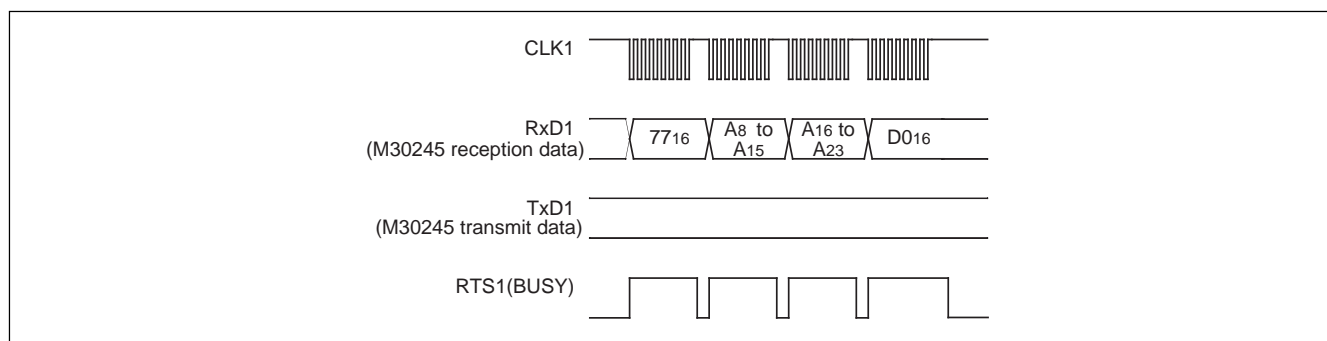 CLK1
RxD1
(M30245 reception data)
7716
A8 to
A15
A16 to
A23
D016
TxD1
(M30245 transmit data)
RTS1(BUSY)